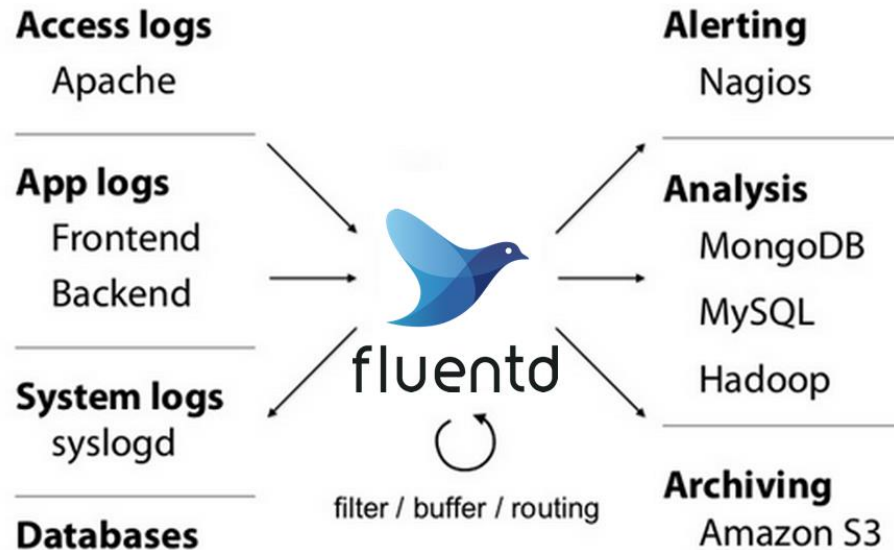 Access logs
Apache
App logs
Frontend
Backend
System logs
syslogd
Databases
fluentd
filter / buffer / routing
Alerting
Nagios
Analysis
MongoDB
MySQL
Hadoop
Archiving
Amazon S3